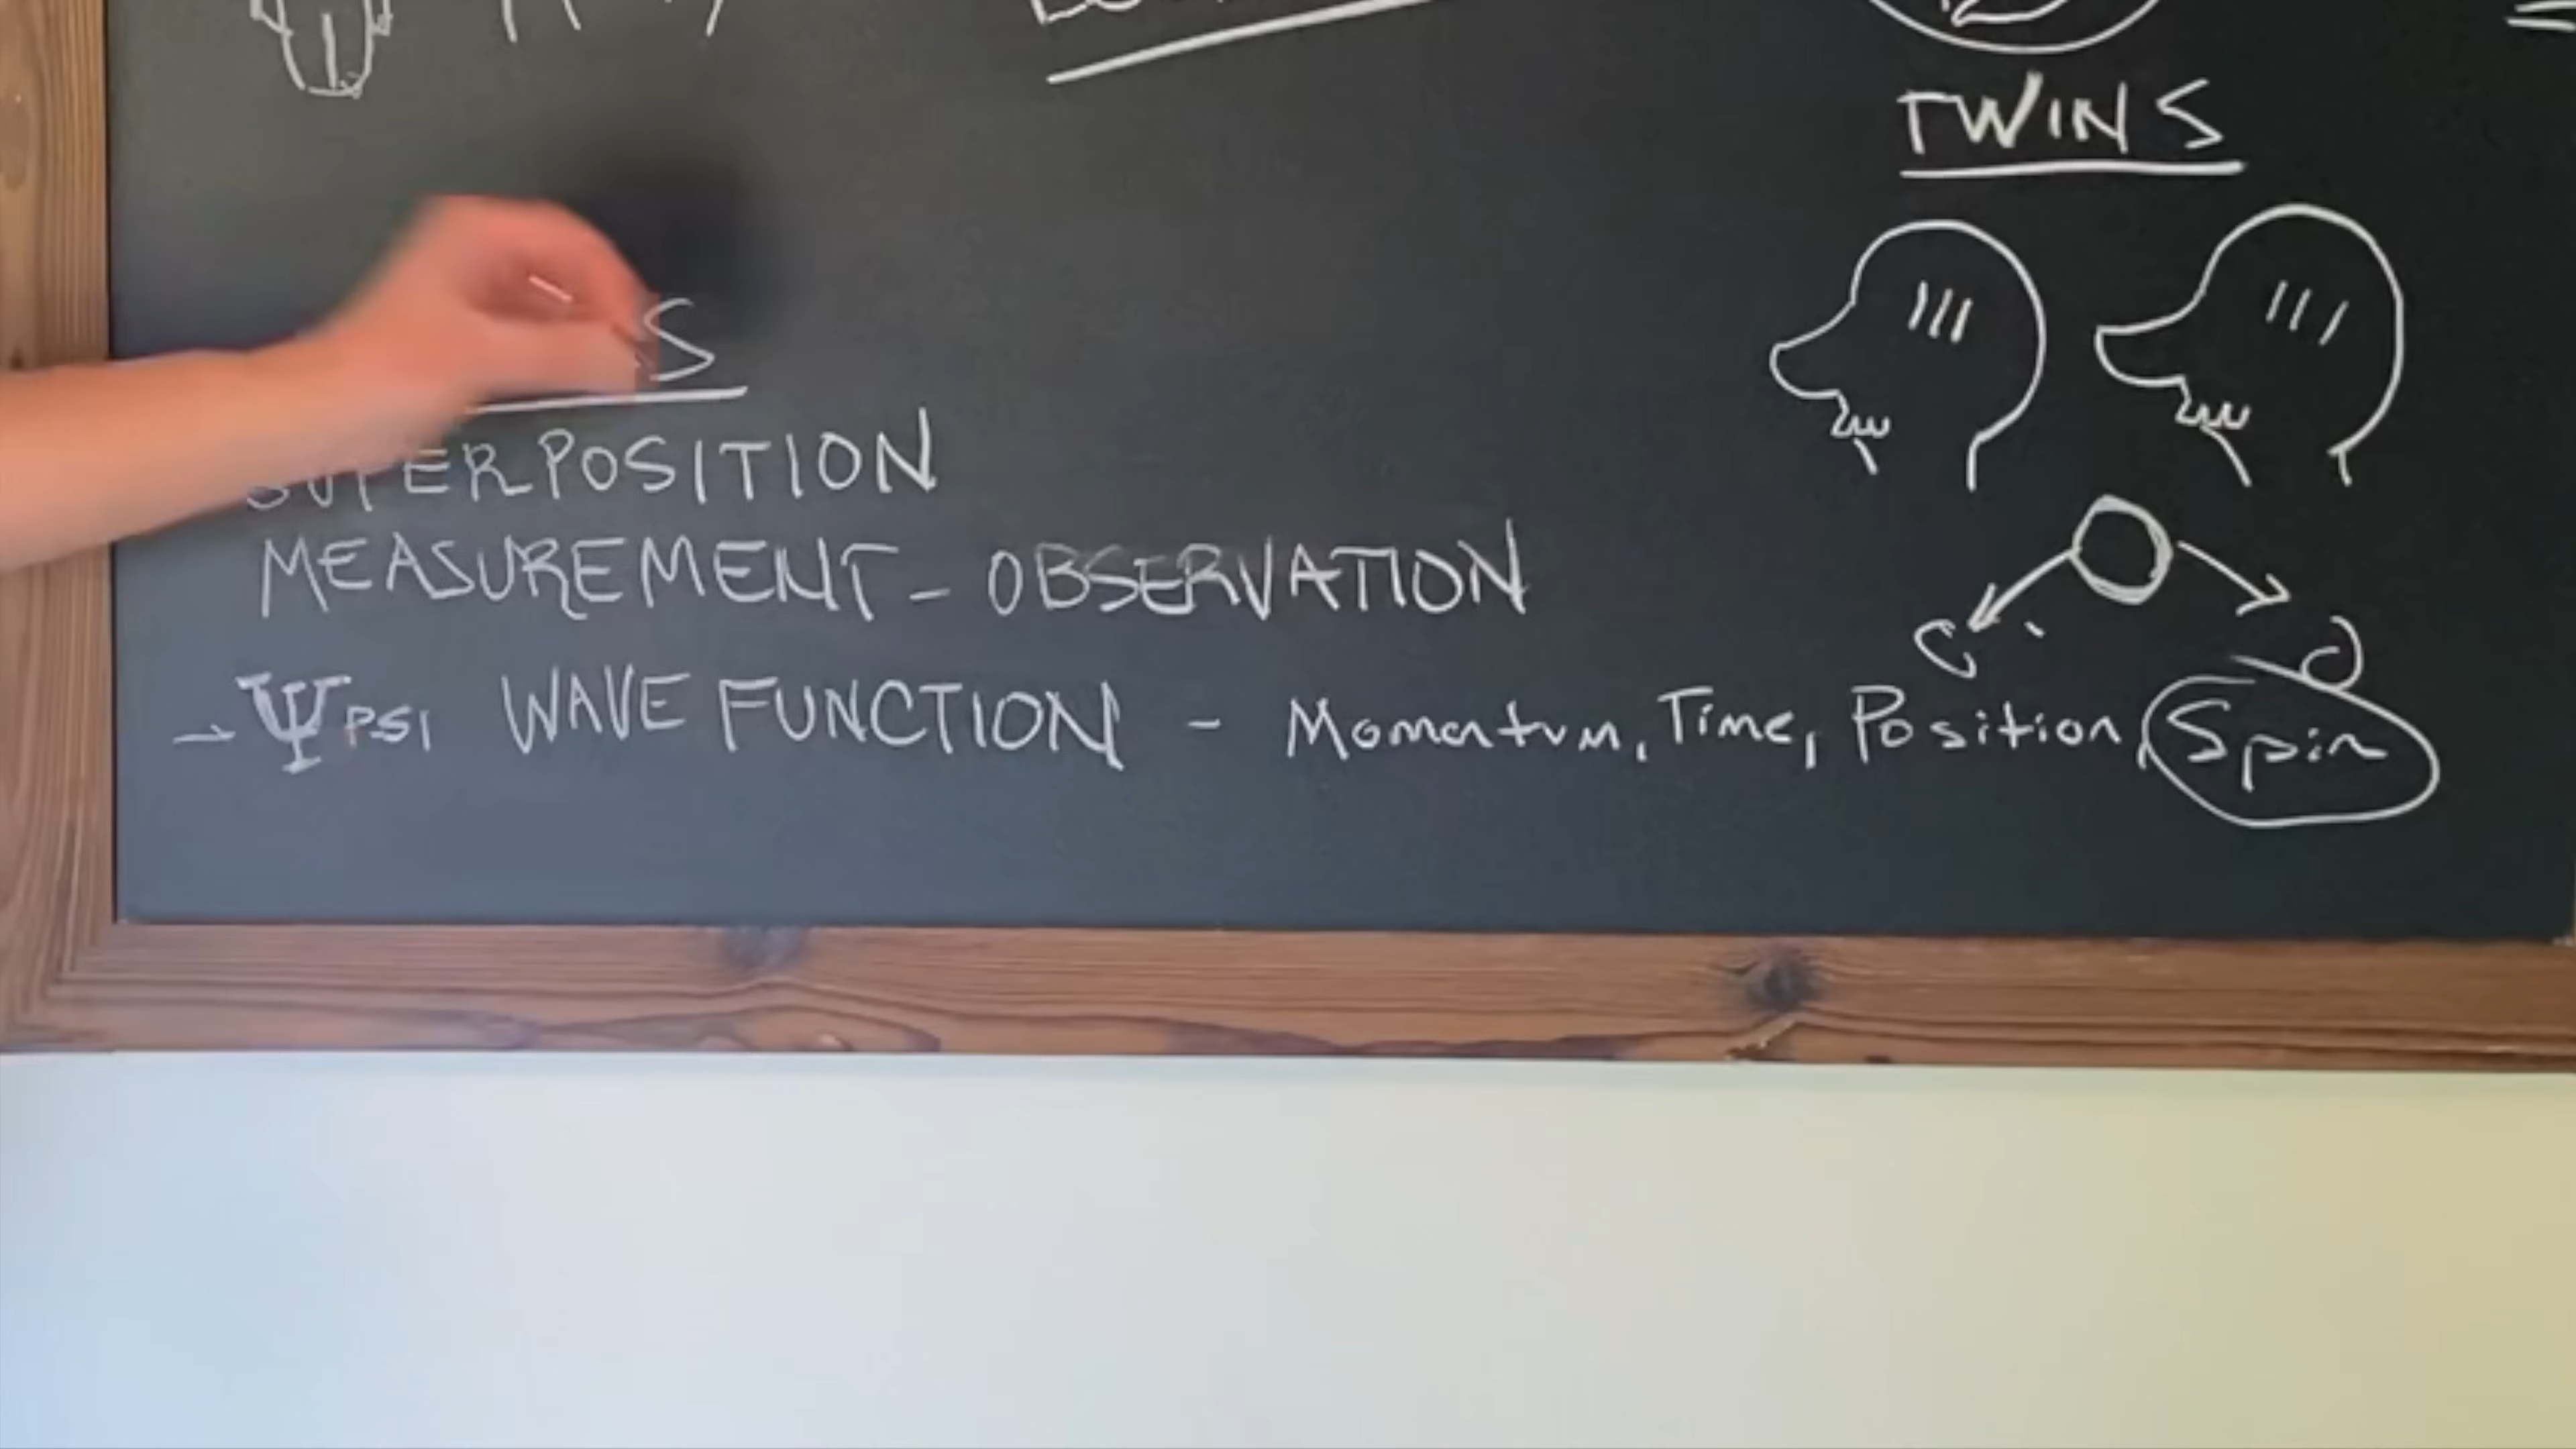 TWINS
SUPERPOSITION
MEASUREMENT - OBSERVATION
→ Ψ PSI WAVE FUNCTION - Momentum, Time, Position, Spin